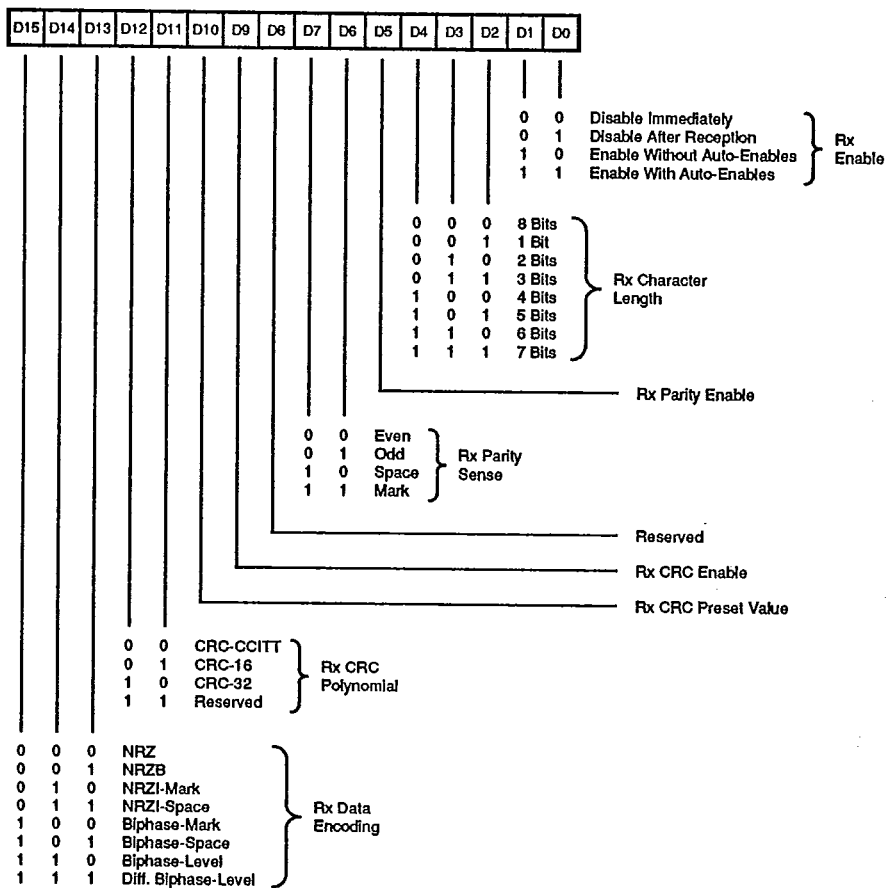 D15 D14 D13 D12 D11 D10 D9 D8 D7 D6 D5 D4 D3 D2 D1 D0
0 0 Disable Immediately
0 1 Disable After Reception
1 0 Enable Without Auto-Enables
1 1 Enable With Auto-Enables
Rx
Enable
0 0 0 8 Bits
0 0 1 1 Bit
0 1 0 2 Bits
0 1 1 3 Bits
1 0 0 4 Bits
1 0 1 5 Bits
1 1 0 6 Bits
1 1 1 7 Bits
Rx Character
Length
Rx Parity Enable
0 0 Even
0 1 Odd
1 0 Space
1 1 Mark
Rx Parity
Sense
Reserved
Rx CRC Enable
Rx CRC Preset Value
0 0 CRC-CCITT
0 1 CRC-16
1 0 CRC-32
1 1 Reserved
Rx CRC
Polynomial
0 0 0 NRZ
0 0 1 NRZB
0 1 0 NRZI-Mark
0 1 1 NRZI-Space
1 0 0 Biphase-Mark
1 0 1 Biphase-Space
1 1 0 Biphase-Level
1 1 1 Diff. Biphase-Level
Rx Data
Encoding